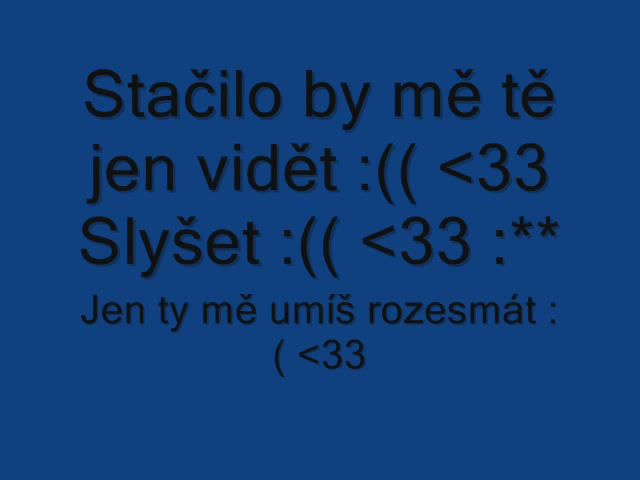 Stačilo by mě tě
jen vidět :(( <33
Slyšet :(( <33 :**
Jen ty mě umíš rozesmát :
( <33